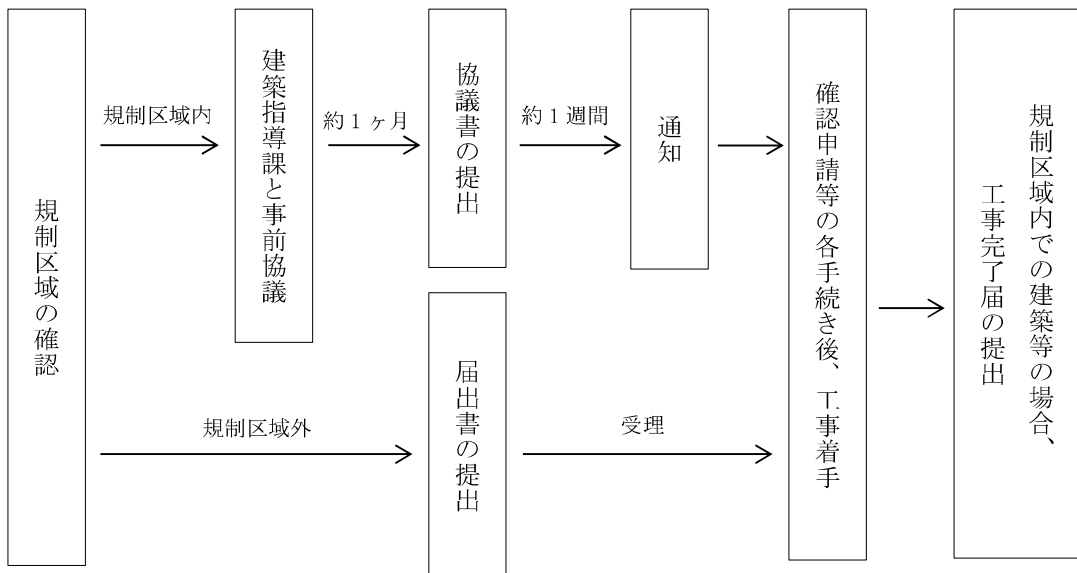 規制区域の確認
規制区域内
建築指導課と事前協議
約1ヶ月
協議書の提出
約1週間
通知
規制区域外
届出書の提出
受理
確認申請等の各手続き後、工事着手
規制区域内での建築等の場合、
工事完了届の提出